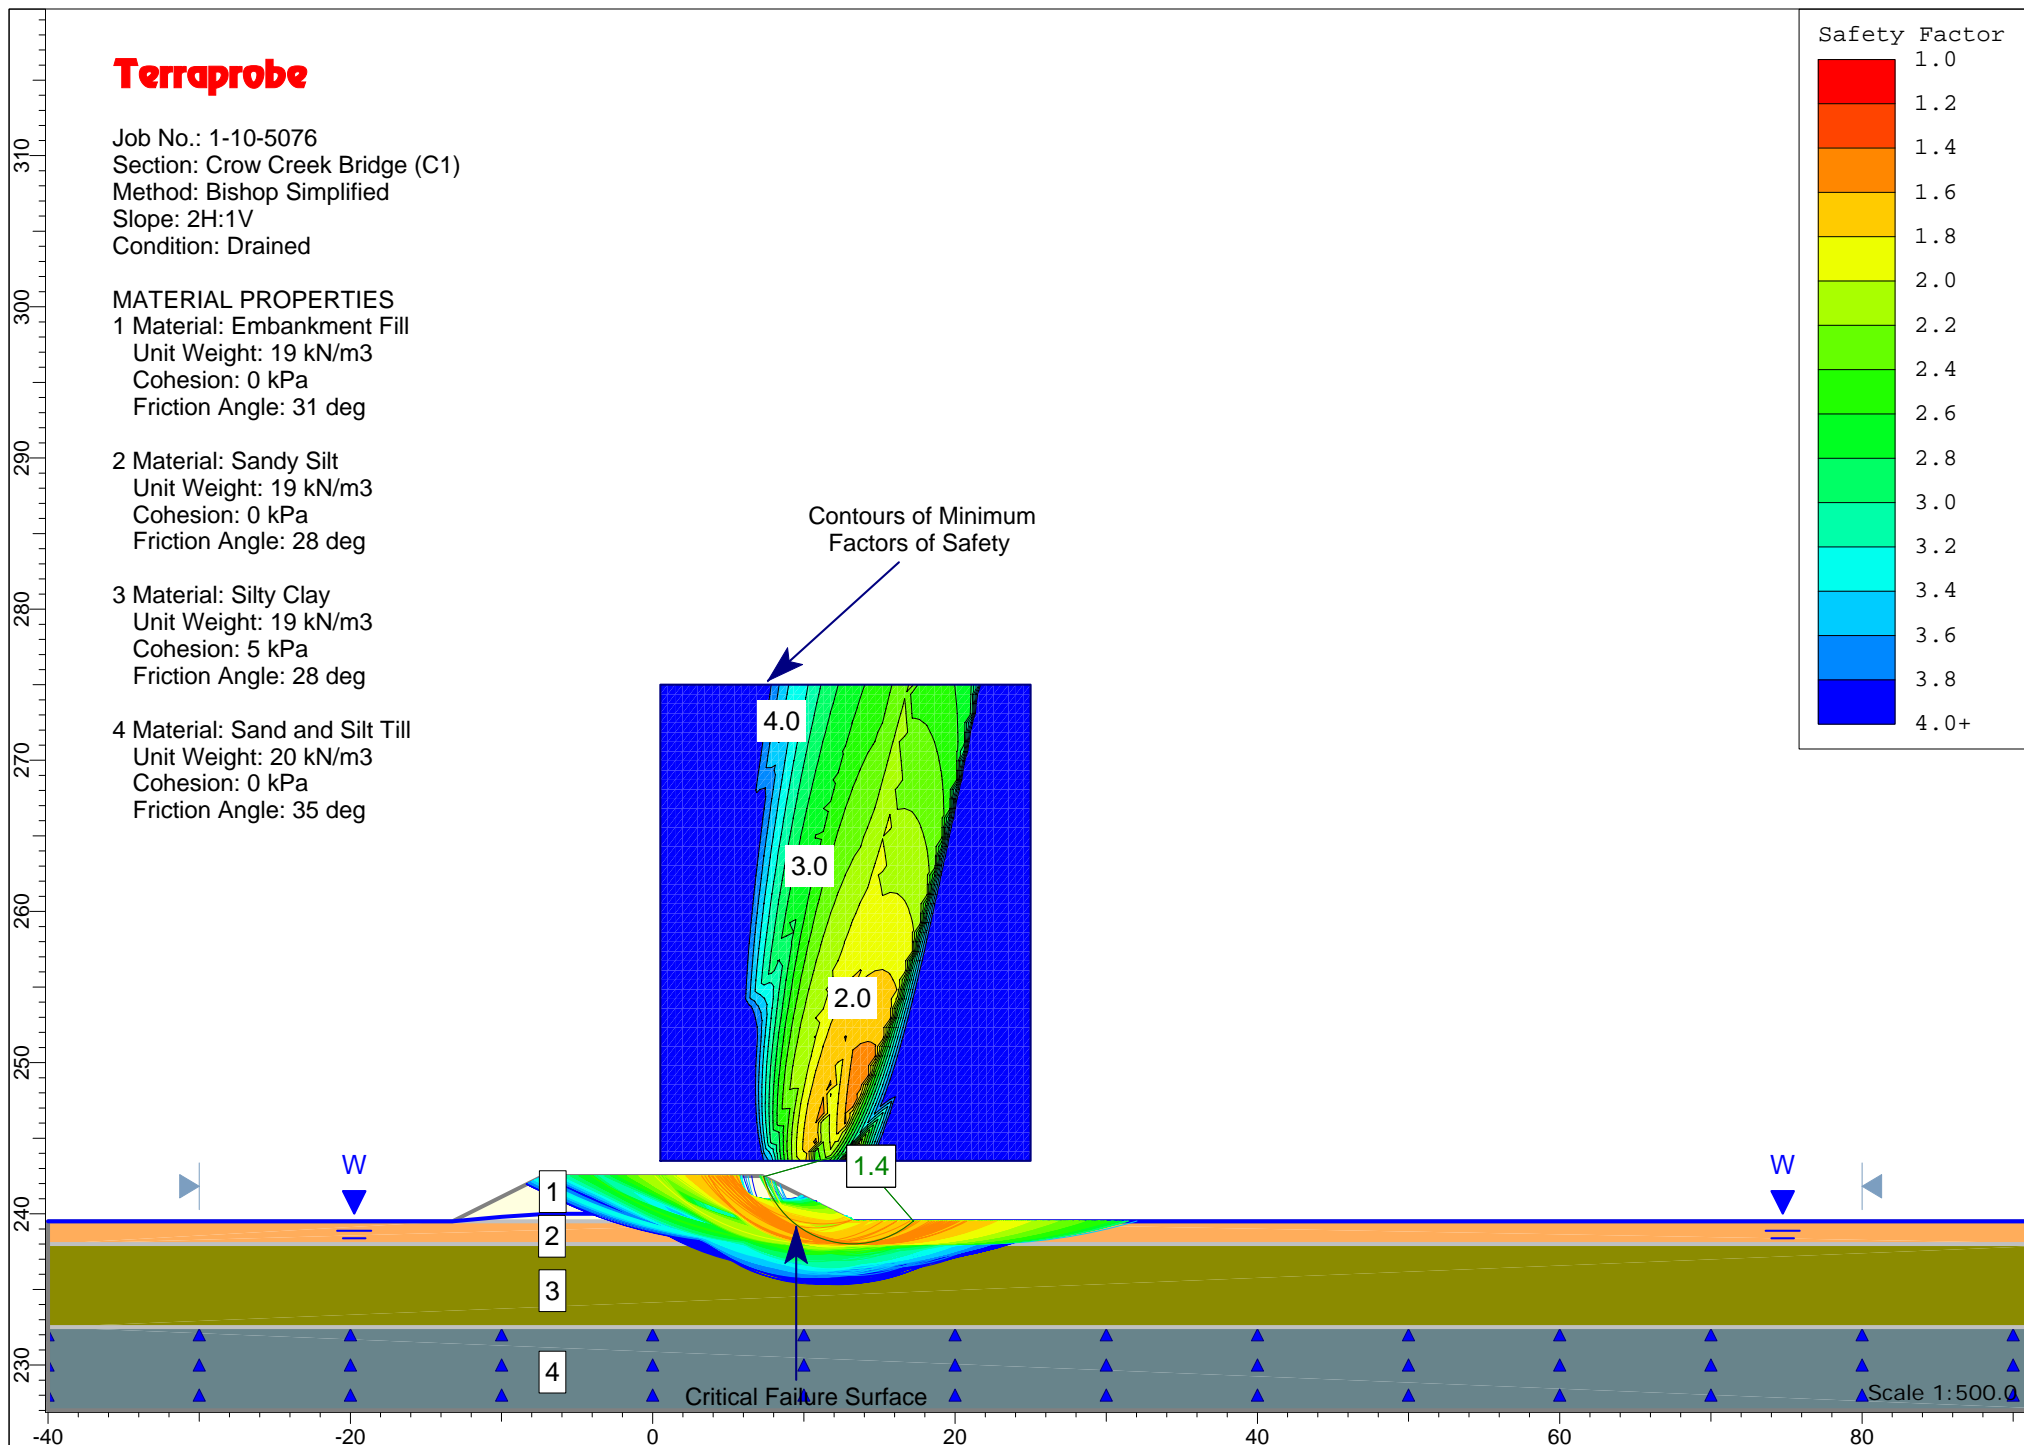 Terraprobe
Job No.: 1-10-5076
Section: Crow Creek Bridge (C1)
Method: Bishop Simplified
Slope: 2H:1V
Condition: Drained
MATERIAL PROPERTIES
1 Material: Embankment Fill
Unit Weight: 19 kN/m3
Cohesion: 0 kPa
Friction Angle: 31 deg
2 Material: Sandy Silt
Unit Weight: 19 kN/m3
Cohesion: 0 kPa
Friction Angle: 28 deg
3 Material: Silty Clay
Unit Weight: 19 kN/m3
Cohesion: 5 kPa
Friction Angle: 28 deg
4 Material: Sand and Silt Till
Unit Weight: 20 kN/m3
Cohesion: 0 kPa
Friction Angle: 35 deg
Safety Factor
1.0
1.2
1.4
1.6
1.8
2.0
2.2
2.4
2.6
2.8
3.0
3.2
3.4
3.6
3.8
4.0+
Contours of Minimum
Factors of Safety
4.0
3.0
2.0
1.4
W
W
1
2
3
4
Critical Failure Surface
Scale 1:500.0
310
300
290
280
270
260
250
240
230
-40
-20
0
20
40
60
80